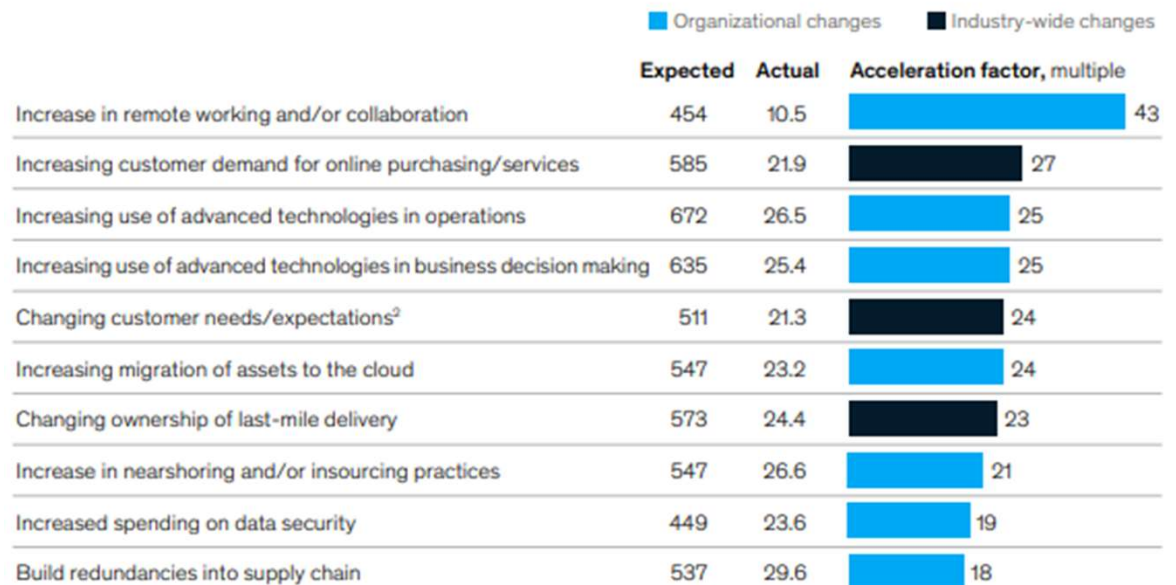 Organizational changes Industry-wide changes
Expected Actual Acceleration factor, multiple
Increase in remote working and/or collaboration 454 10.5 43
Increasing customer demand for online purchasing/services 585 21.9 27
Increasing use of advanced technologies in operations 672 26.5 25
Increasing use of advanced technologies in business decision making 635 25.4 25
Changing customer needs/expectations² 511 21.3 24
Increasing migration of assets to the cloud 547 23.2 24
Changing ownership of last-mile delivery 573 24.4 23
Increase in nearshoring and/or insourcing practices 547 26.6 21
Increased spending on data security 449 23.6 19
Build redundancies into supply chain 537 29.6 18